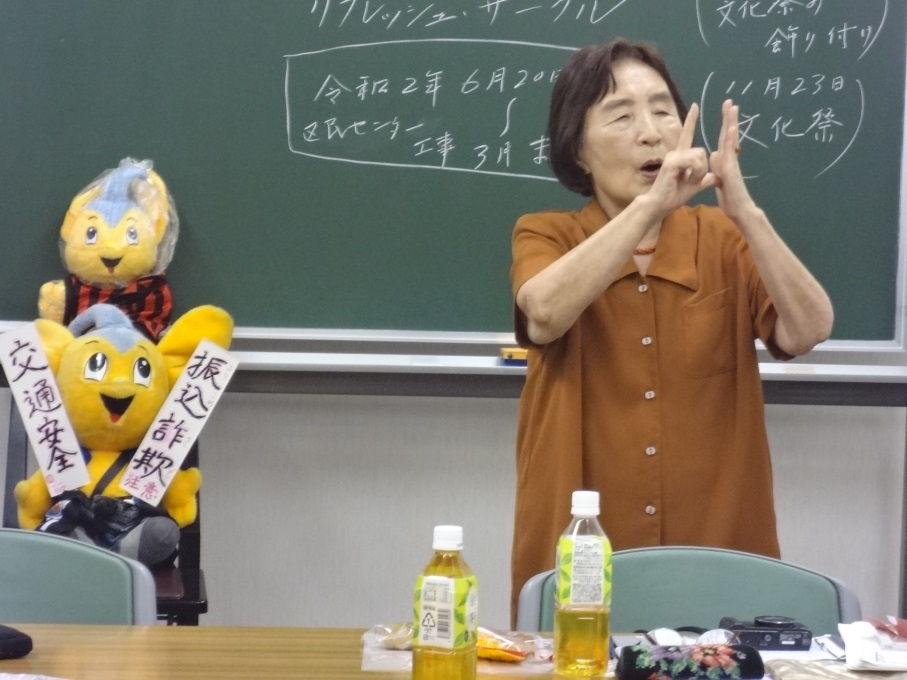 リフレッシュ・サークル
令和2年 6月20日
区民センター
工事 3月 ま
文化祭の
飾り付け
11月23日
文化祭
交通安全
振込詐欺
注意